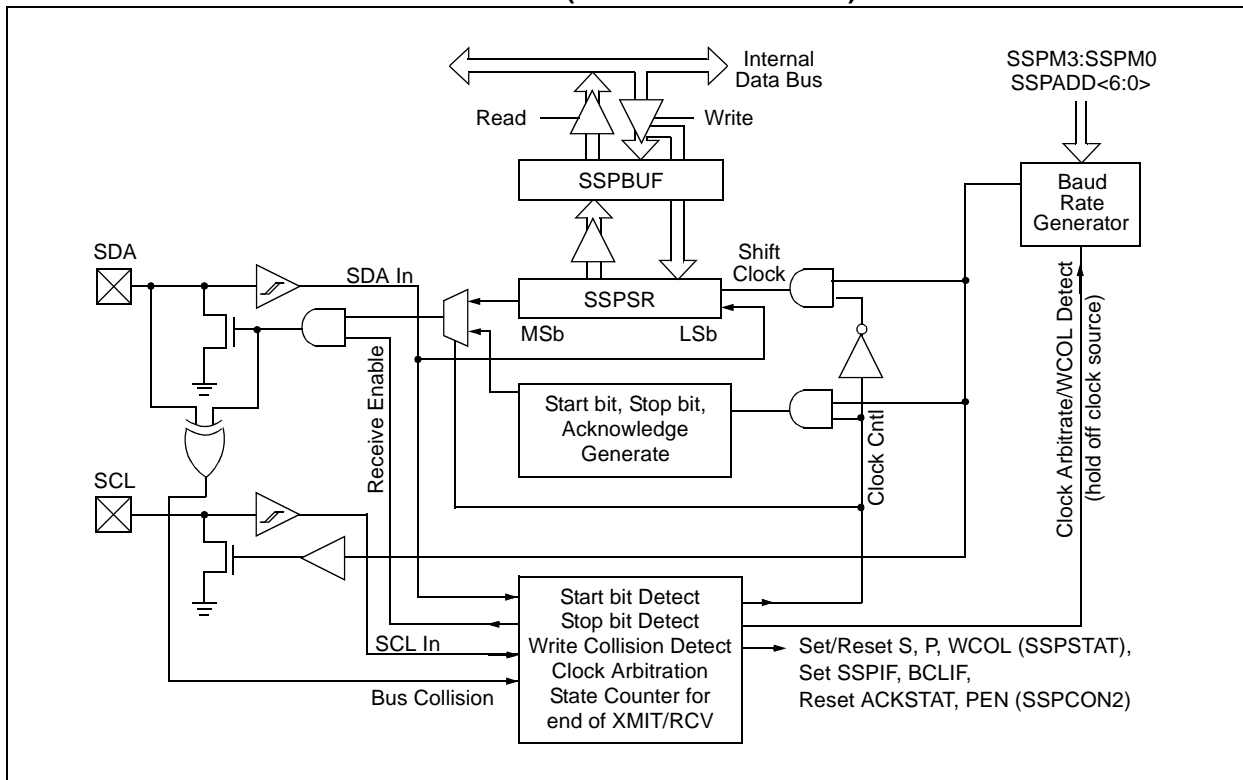 Internal
Data Bus
SSPM3:SSPM0
SSPADD<6:0>
Read
Write
SSPBUF
Baud
Rate
Generator
SDA
SDA In
Shift
Clock
SSPSR
MSb
LSb
Start bit, Stop bit,
Acknowledge
Generate
Receive Enable
Clock Cntl
Clock Arbitrate/WCOL Detect
(hold off clock source)
SCL
SCL In
Bus Collision
Start bit Detect
Stop bit Detect
Write Collision Detect
Clock Arbitration
State Counter for
end of XMIT/RCV
Set/Reset S, P, WCOL (SSPSTAT),
Set SSPIF, BCLIF,
Reset ACKSTAT, PEN (SSPCON2)